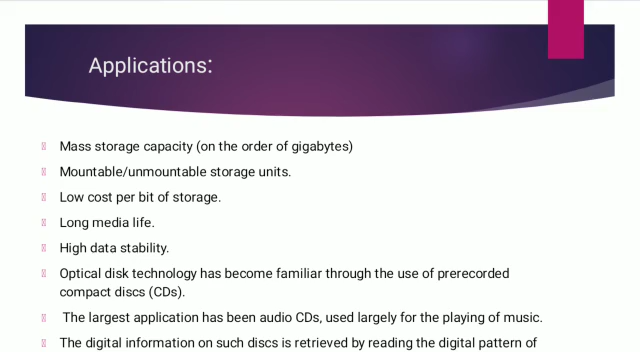 Applications:
Mass storage capacity (on the order of gigabytes)
Mountable/unmountable storage units.
Low cost per bit of storage.
Long media life.
High data stability.
Optical disk technology has become familiar through the use of prerecorded
compact discs (CDs).
The largest application has been audio CDs, used largely for the playing of music.
The digital information on such discs is retrieved by reading the digital pattern of